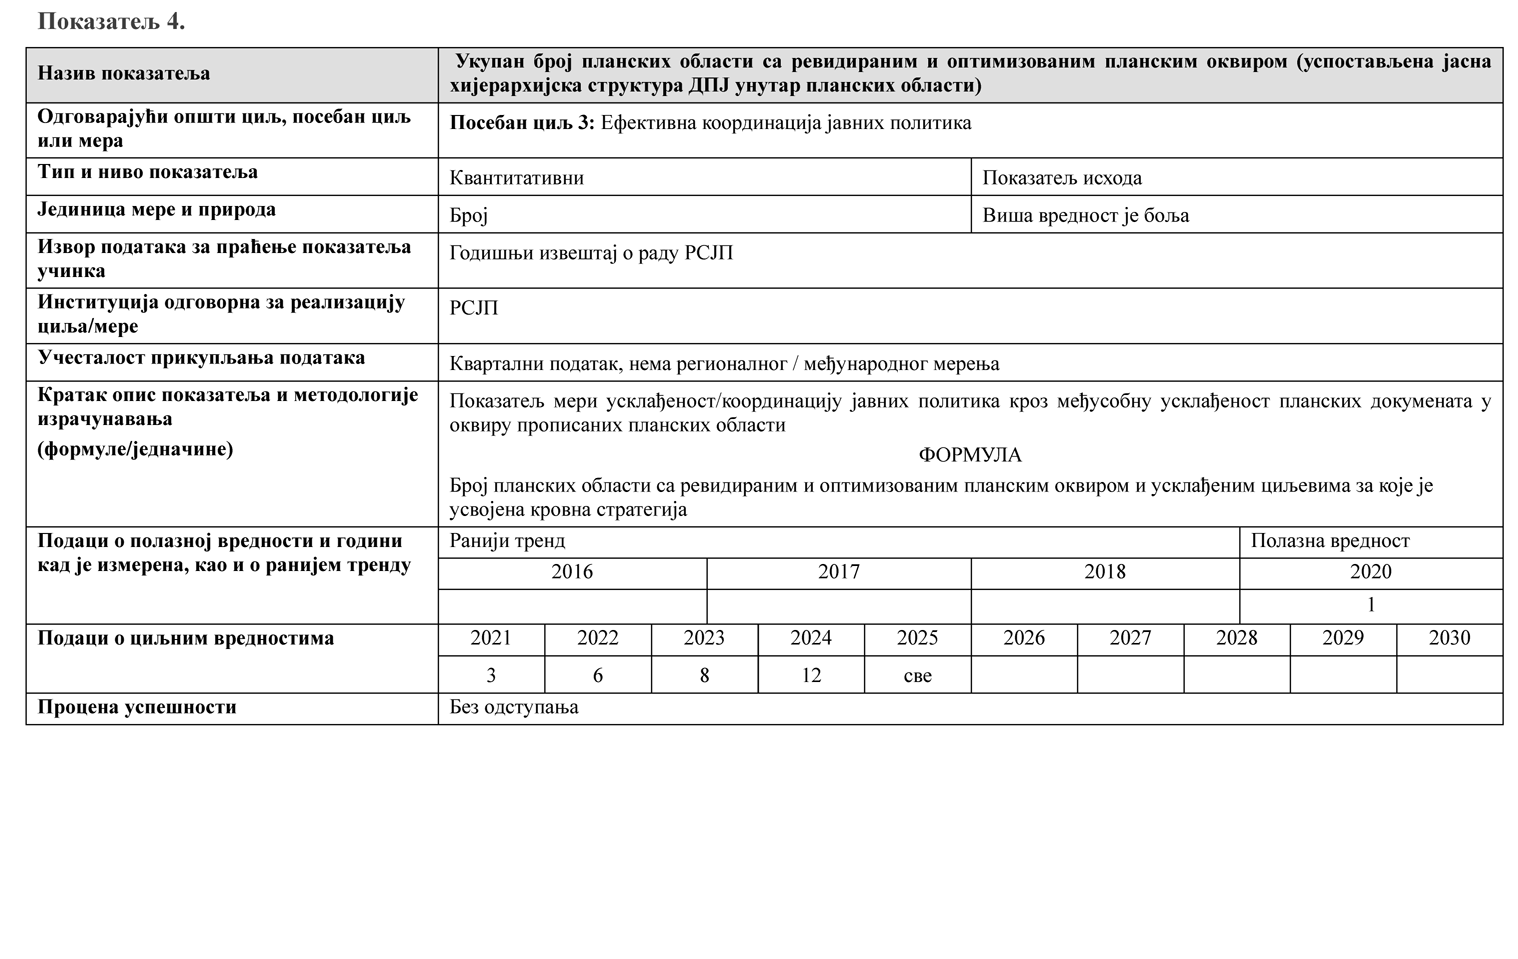 Показатељ 4.
Назив показатеља
Укупан број планских области са ревидираним и оптимизованим планским оквиром (успостављена јасна
хијерархијска структура ДПЈ унутар планских области)
Одговарајући општи циљ, посебан циљ
или мера
Посебан циљ 3: Ефективна координација јавних политика
Тип и ниво показатеља
Квантитативни
Показатељ исхода
Јединица мере и природа
Број
Виша вредност је боља
Извор података за праћење показатеља
учинка
Годишњи извештај о раду РСЈП
Институција одговорна за реализацију
циља/мере
РСЈП
Учесталост прикупљања података
Квартални податак, нема регионалног / међународног мерења
Кратак опис показатеља и методологије
израчунавања
(формуле/једначине)
Показатељ мери усклађеност/координацију јавних политика кроз међусобну усклађеност планских докумената у
оквиру прописаних планских области
ФОРМУЛА
Број планских области са ревидираним и оптимизованим планским оквиром и усклађеним циљевима за које је
усвојена кровна стратегија
Подаци о полазној вредности и години
кад је измерена, као и о ранијем тренду
Ранији тренд
Полазна вредност
2016 2017 2018 2020
1
Подаци о циљним вредностима
2021 2022 2023 2024 2025 2026 2027 2028 2029 2030
3 6 8 12 све
Процена успешности
Без одступања